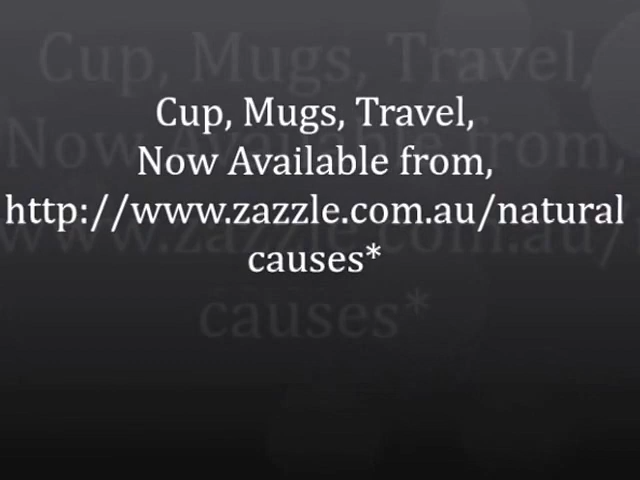 Cup, Mugs, Travel,
Now Available from,
http://www.zazzle.com.au/natural
causes*